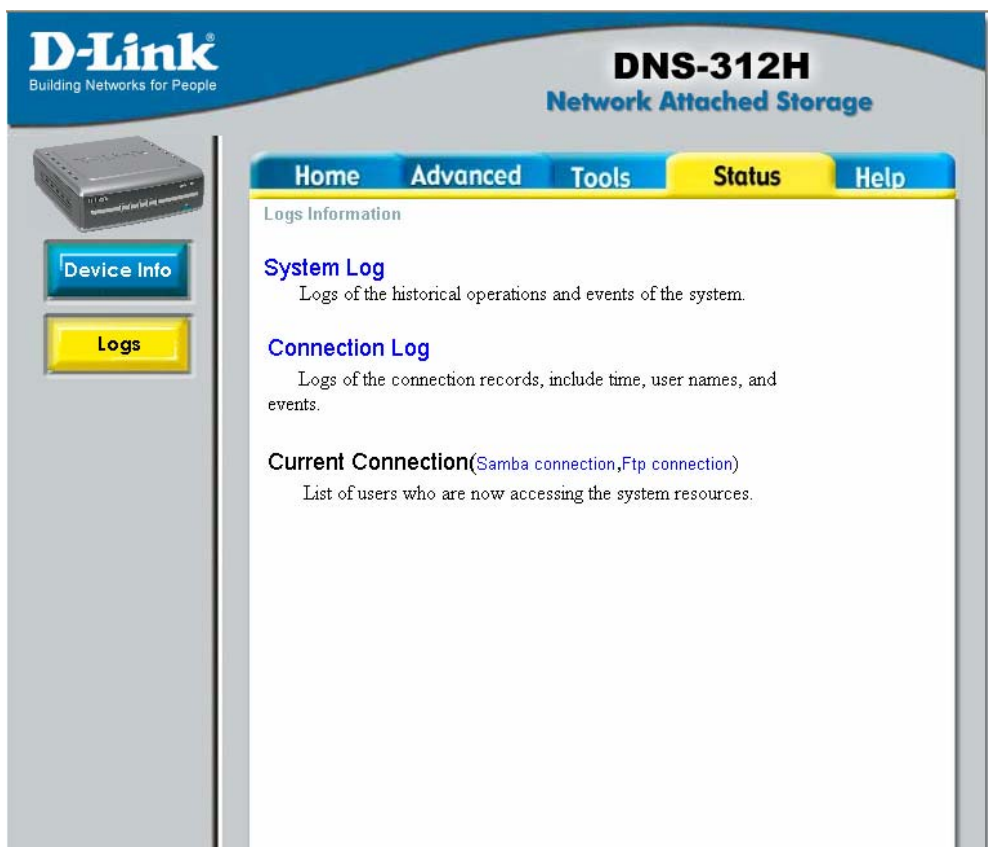 D-Link®
Building Networks for People
DNS-312H
Network Attached Storage
Home Advanced Tools Status Help
Device Info
Logs
Logs Information
System Log
Logs of the historical operations and events of the system.
Connection Log
Logs of the connection records, include time, user names, and
events.
Current Connection(Samba connection,Ftp connection)
List of users who are now accessing the system resources.